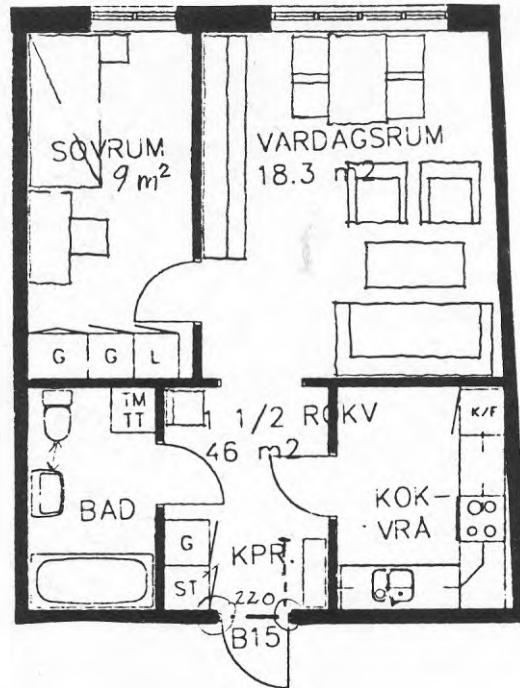 SOVRUM
9 m²
VARDAGSRUM
18.3 m2
G G L
TM
TT
1 1/2 ROKV
46 m2
K/F
BAD
KOK-
VRA
G
KPR.
ST
220
B15